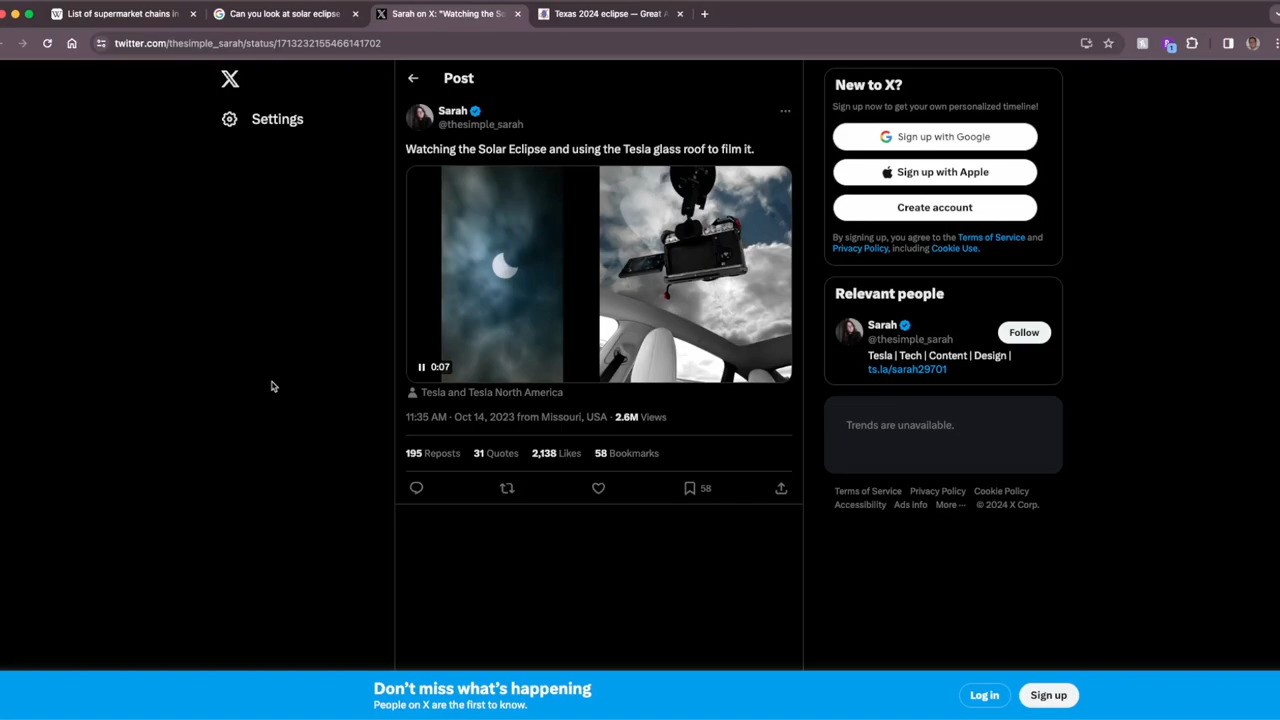 List of supermarket chains in
Can you look at solar eclipse
Sarah on X: "Watching the So
Texas 2024 eclipse — Great A
twitter.com/thesimple_sarah/status/1713232155466141702
1
Settings
Post
Sarah
@thesimple_sarah
Watching the Solar Eclipse and using the Tesla glass roof to film it.
0:07
Tesla and Tesla North America
11:35 AM · Oct 14, 2023 from Missouri, USA · 2.6M Views
195 Reposts 31 Quotes 2,138 Likes 58 Bookmarks
58
New to X?
Sign up now to get your own personalized timeline!
Sign up with Google
Sign up with Apple
Create account
By signing up, you agree to the Terms of Service and
Privacy Policy, including Cookie Use.
Relevant people
Sarah
@thesimple_sarah
Follow
Tesla | Tech | Content | Design |
ts.la/sarah29701
Trends are unavailable.
Terms of Service Privacy Policy Cookie Policy
Accessibility Ads info More ··· © 2024 X Corp.
Don't miss what's happening
People on X are the first to know.
Log in
Sign up